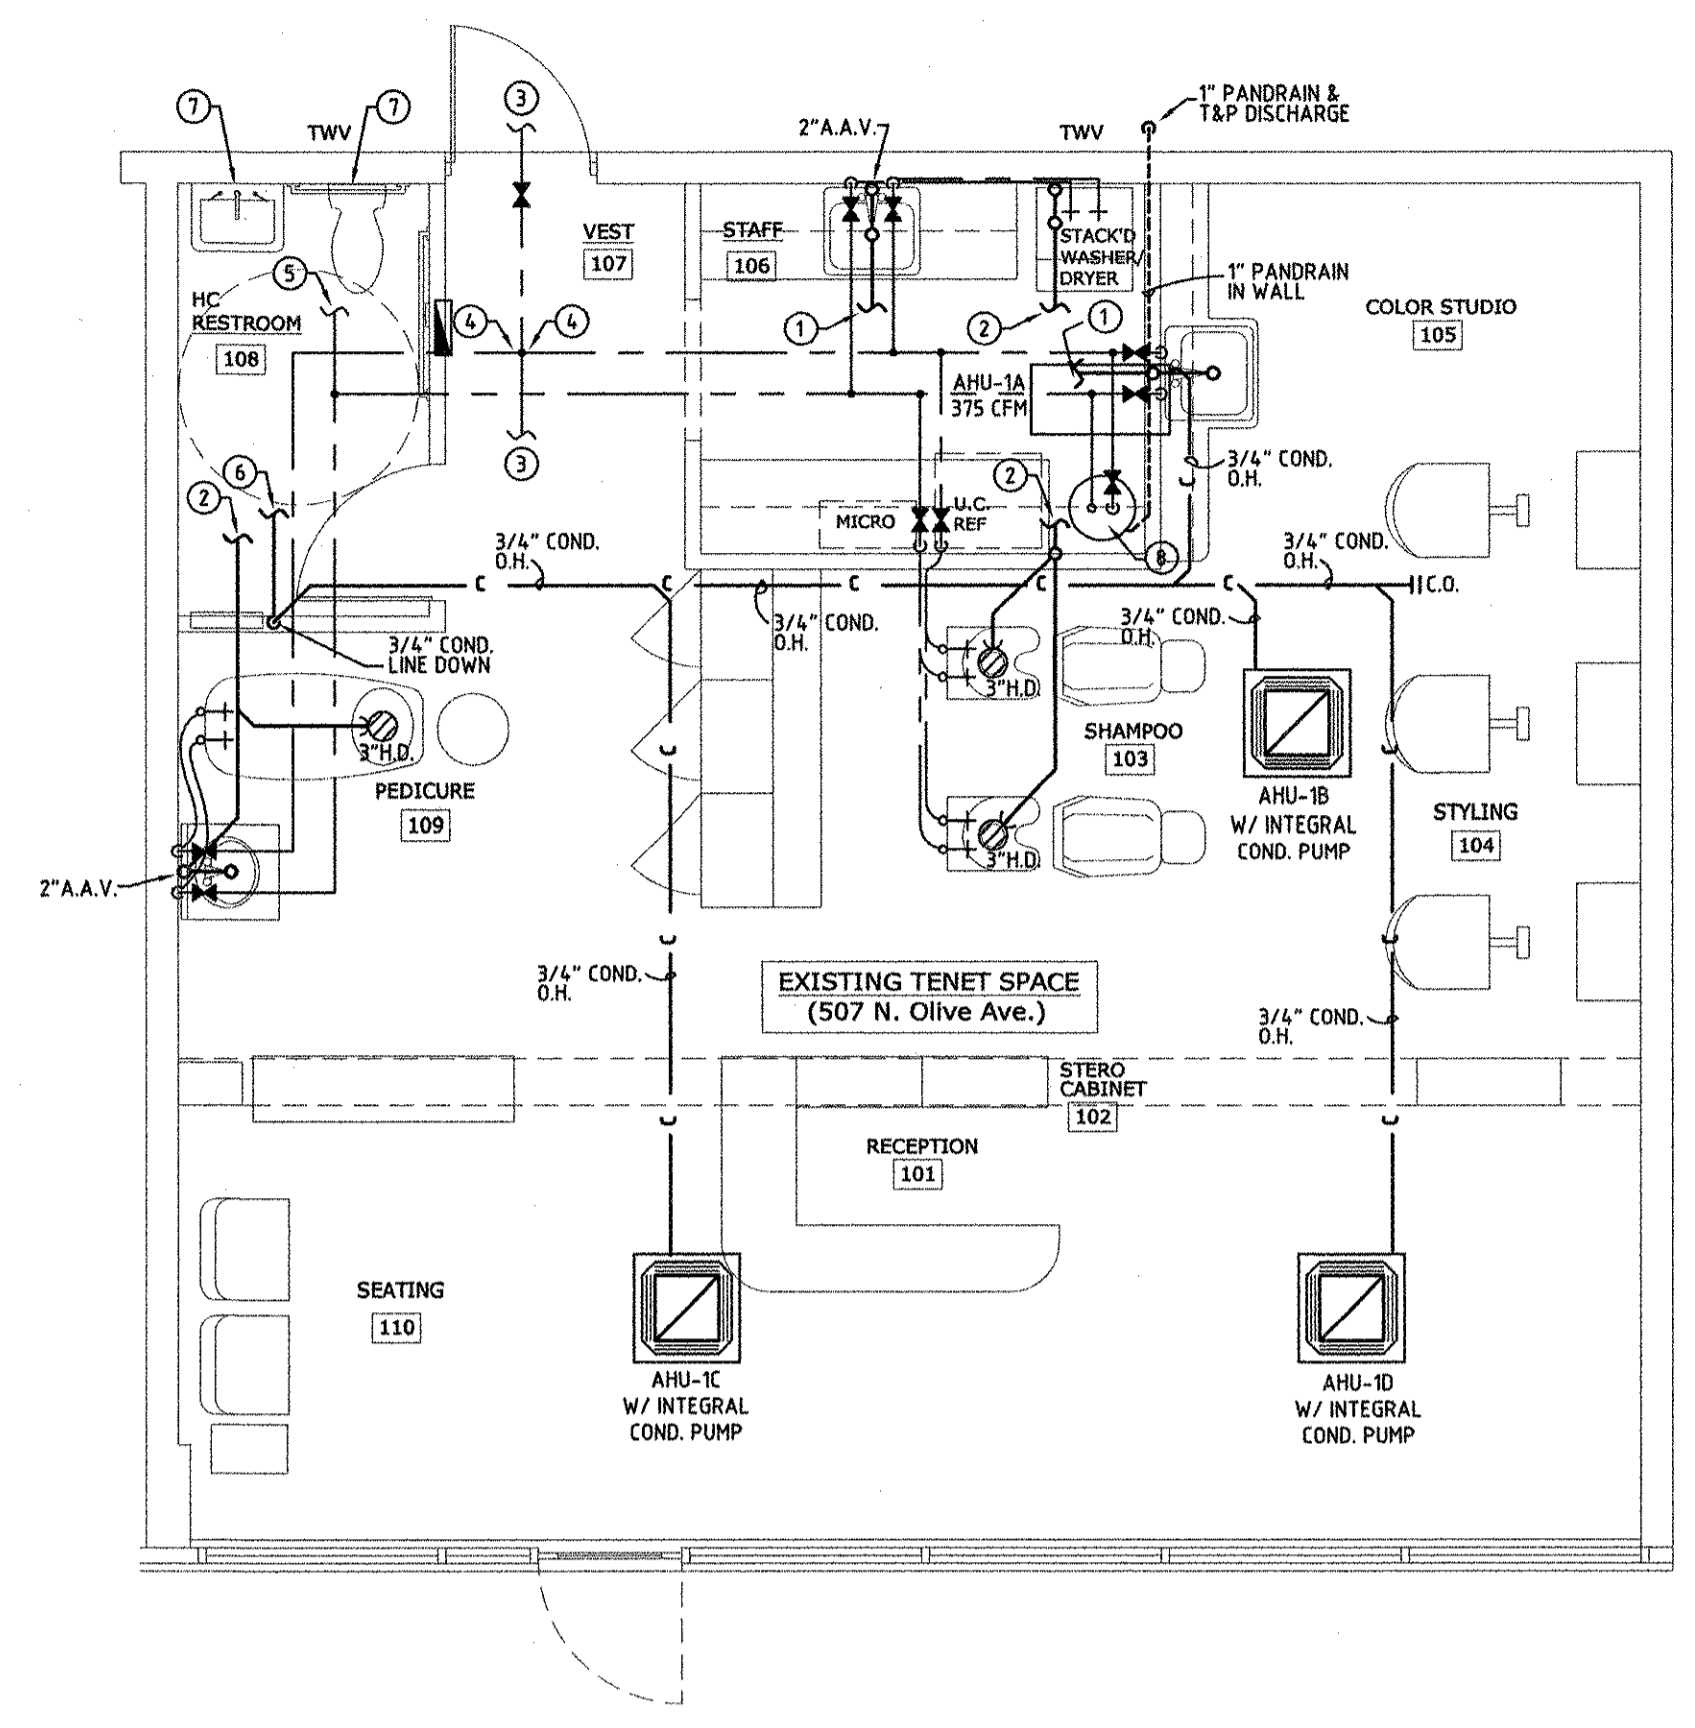 7
7
3
TWV
2" A.A.V.
TWV
1" PANDRAIN &
T&P DISCHARGE
VEST
107
STAFF
106
STACK'D
WASHER/
DRYER
1" PANDRAIN
IN WALL
COLOR STUDIO
105
5
HC
RESTROOM
108
4
4
1
2
1
AHU-1A
375 CFM
3
6
2
2
MICRO
U.C.
REF
8
3/4" COND.
O.H.
3/4" COND.
O.H.
3/4" COND.
O.H.
C
C
C
C
C
C
C.O.
3/4" COND.
O.H.
3/4" COND.
O.H.
3/4" COND.
LINE DOWN
3"H.D.
PEDICURE
109
2"A.A.V.
3"H.D.
SHAMPOO
103
3"H.D.
AHU-1B
W/ INTEGRAL
COND. PUMP
STYLING
104
C
C
C
C
3/4" COND.
O.H.
EXISTING TENET SPACE
(507 N. Olive Ave.)
3/4" COND.
O.H.
STERO
CABINET
102
C
C
RECEPTION
101
SEATING
110
AHU-1C
W/ INTEGRAL
COND. PUMP
AHU-1D
W/ INTEGRAL
COND. PUMP